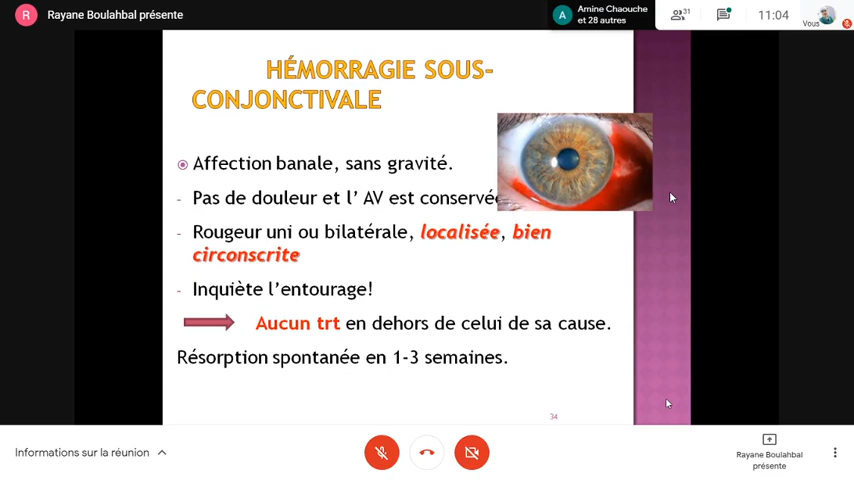 R Rayane Boulahbal présente
A Amine Chaouche
et 28 autres
31
11:04
Vous
HÉMORRAGIE SOUS-
CONJONCTIVALE
Affection banale, sans gravité.
- Pas de douleur et l' AV est conservée
- Rougeur uni ou bilatérale, localisée, bien
circonscrite
- Inquiète l'entourage!
Aucun trt en dehors de celui de sa cause.
Résorption spontanée en 1-3 semaines.
34
Informations sur la réunion
Rayane Boulahbal
présente